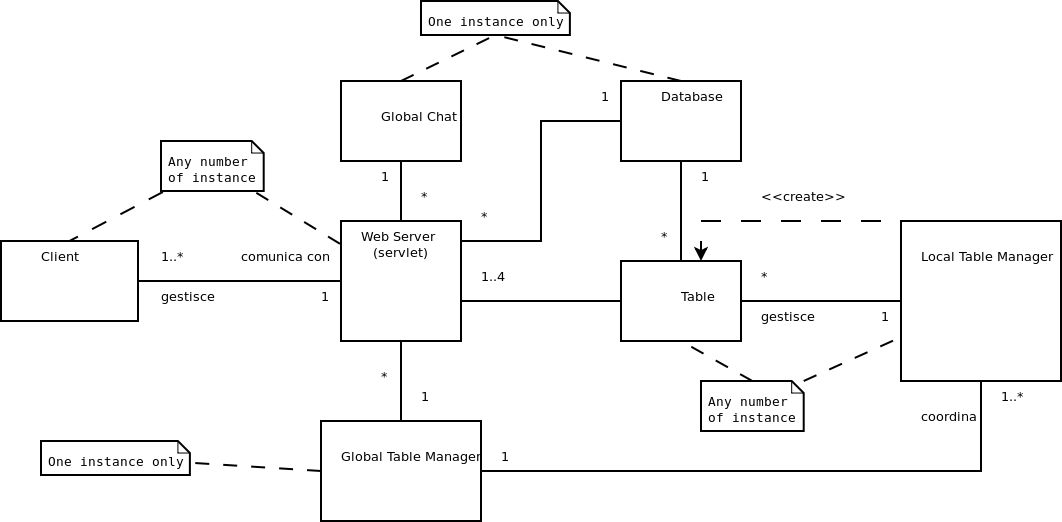 One instance only
Global Chat
1
Database
Any number
of instance
1
*
*
1
*
<<create>>
Client
1..*
comunica con
gestisce
1
Web Server
(servlet)
1..4
Table
*
gestisce
1
Local Table Manager
Any number
of instance
*
1
1..*
coordina
One instance only
Global Table Manager
1